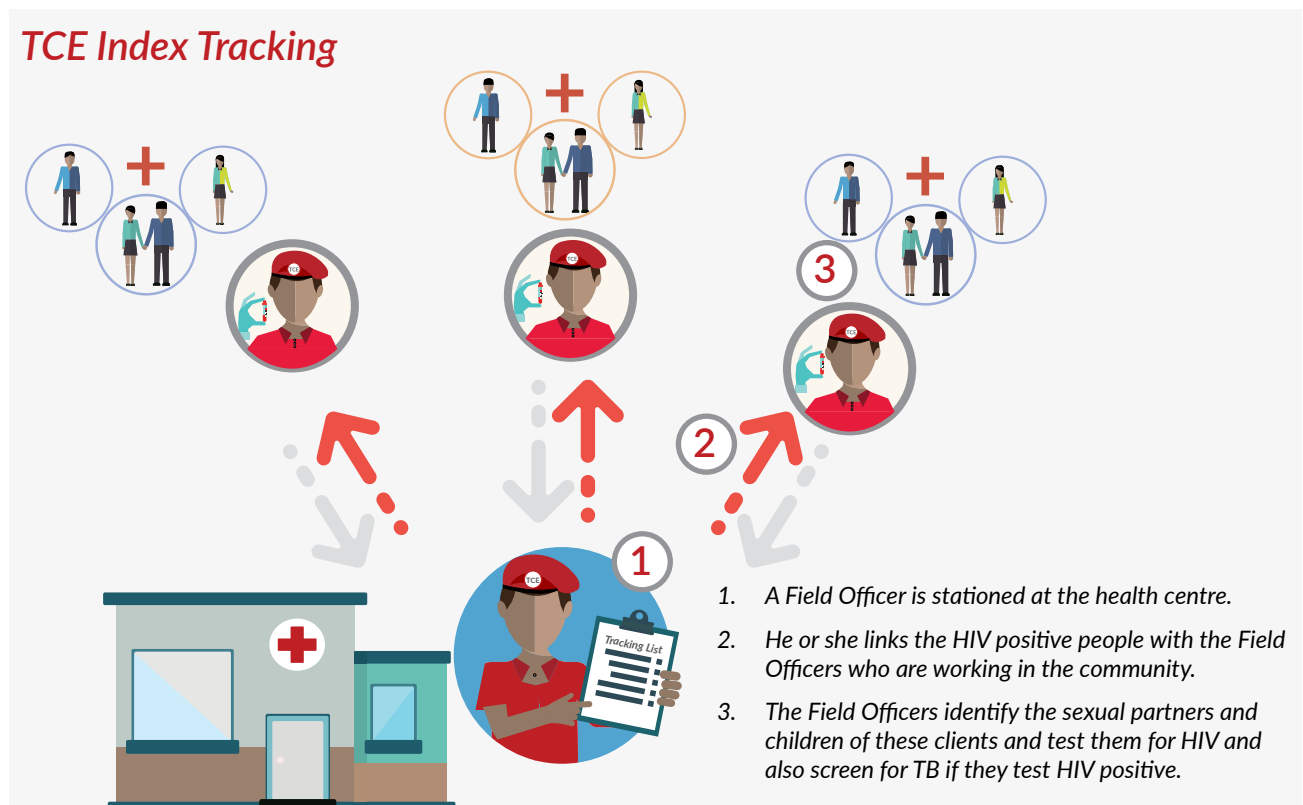 TCE Index Tracking
TCE
TCE
3
TCE
2
1
TCE
Tracking List
1. A Field Officer is stationed at the health centre.
2. He or she links the HIV positive people with the Field
Officers who are working in the community.
3. The Field Officers identify the sexual partners and
children of these clients and test them for HIV and
also screen for TB if they test HIV positive.